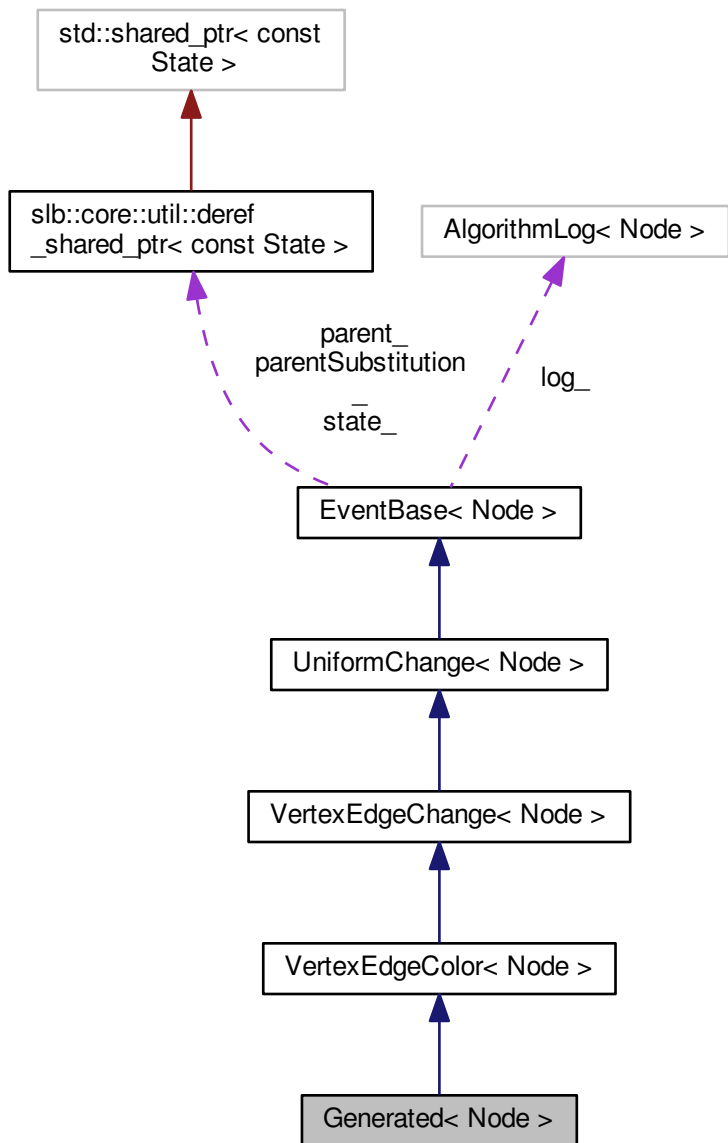 std::shared_ptr< const
State >
slb::core::util::deref
_shared_ptr< const State >
AlgorithmLog< Node >
parent_
parentSubstitution
_
state_
log_
EventBase< Node >
UniformChange< Node >
VertexEdgeChange< Node >
VertexEdgeColor< Node >
Generated< Node >